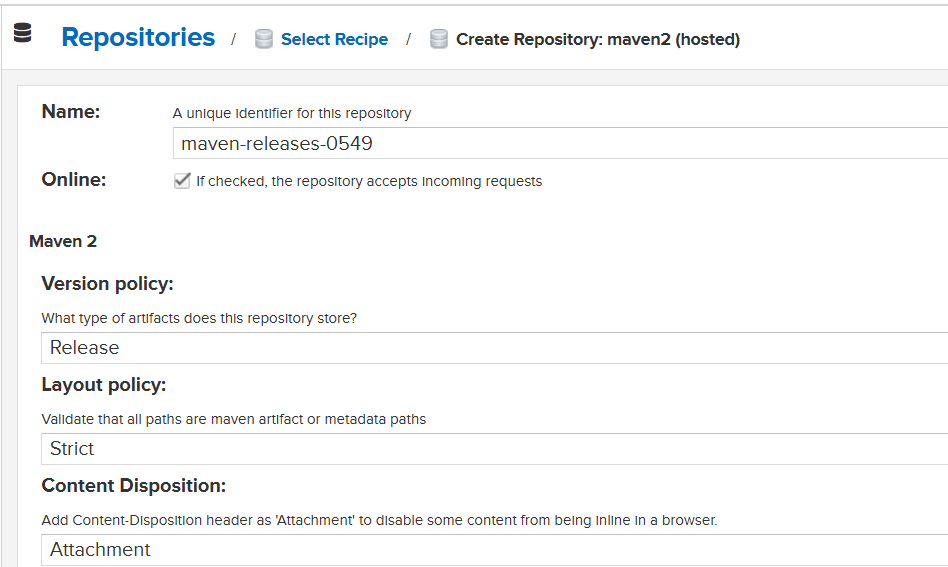 Repositories / Select Recipe / Create Repository: maven2 (hosted)
Name: A unique identifier for this repository
maven-releases-0549
Online: If checked, the repository accepts incoming requests
Maven 2
Version policy:
What type of artifacts does this repository store?
Release
Layout policy:
Validate that all paths are maven artifact or metadata paths
Strict
Content Disposition:
Add Content-Disposition header as 'Attachment' to disable some content from being inline in a browser.
Attachment